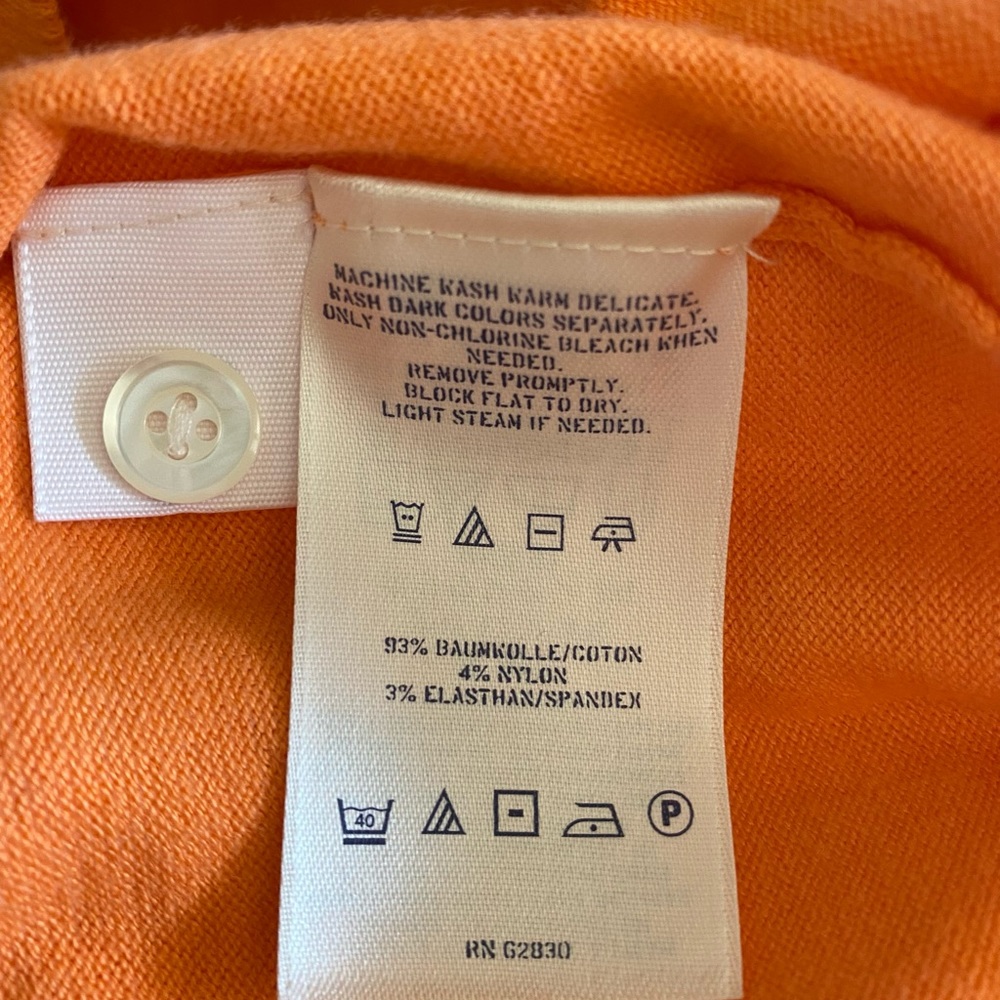 MACHINE WASH WARM DELICATE.
WASH DARK COLORS SEPARATELY.
ONLY NON-CHLORINE BLEACH WHEN
NEEDED.
REMOVE PROMPTLY.
BLOCK FLAT TO DRY.
LIGHT STEAM IF NEEDED.
93% BAUMWOLLE/COTON
4% NYLON
3% ELASTHAN/SPANDEX
40
P
RN 62830